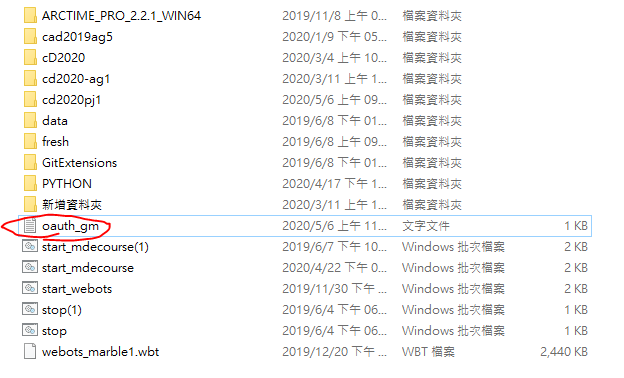 ARCTIME_PRO_2.2.1_WIN64 2019/11/8 上午 0... 檔案資料夾
cad2019ag5 2020/1/9 下午 05... 檔案資料夾
cD2020 2020/3/4 上午 10... 檔案資料夾
cd2020-ag1 2020/3/11 上午 1... 檔案資料夾
cd2020pj1 2020/5/6 上午 09... 檔案資料夾
data 2019/6/8 下午 01... 檔案資料夾
fresh 2019/6/8 下午 01... 檔案資料夾
GitExtensions 2019/6/8 下午 01... 檔案資料夾
PYTHON 2020/4/17 下午 1... 檔案資料夾
新增資料夾 2020/3/11 上午 1... 檔案資料夾
oauth_gm 2020/5/6 上午 11... 文字文件 1 KB
start_mdecourse(1) 2019/6/7 下午 10... Windows 批次檔案 2 KB
start_mdecourse 2020/4/22 下午 0... Windows 批次檔案 2 KB
start_webots 2019/11/30 下午 ... Windows 批次檔案 2 KB
stop(1) 2019/6/4 下午 06... Windows 批次檔案 1 KB
stop 2019/6/4 下午 06... Windows 批次檔案 1 KB
webots_marble1.wbt 2019/12/20 下午 ... WBT 檔案 2,440 KB